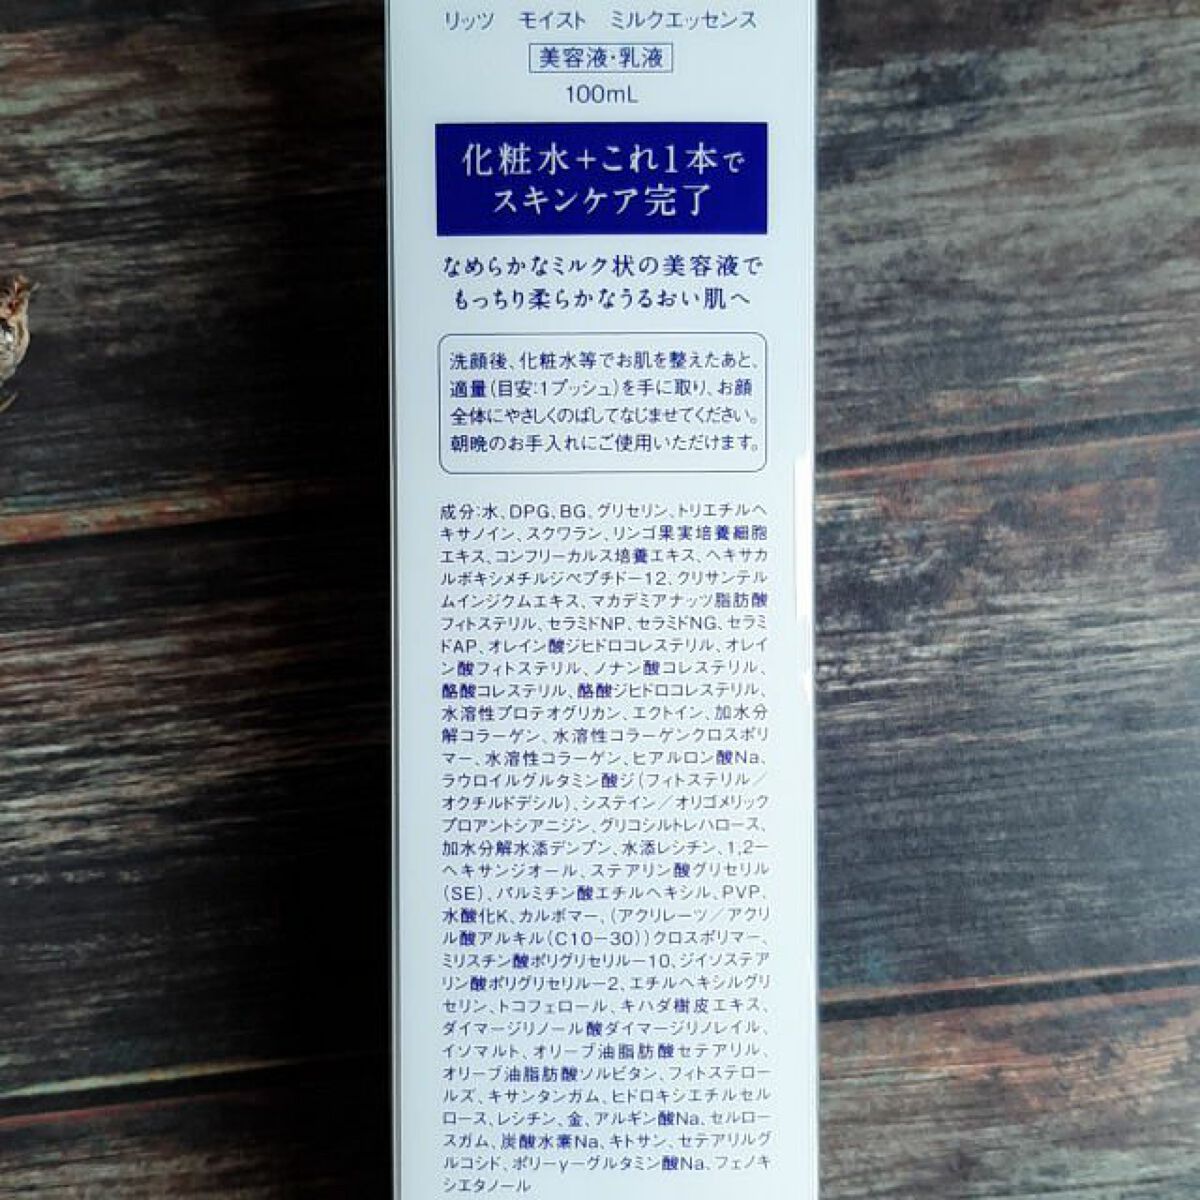 リッツ モイスト ミルクエッセンス
美容液・乳液
100mL
化粧水+これ1本で
スキンケア完了
なめらかなミルク状の美容液で
もっちり柔らかなうるおい肌へ
洗顔後、化粧水等でお肌を整えたあと、
適量(目安:1プッシュ)を手に取り、お顔
全体にやさしくのばしてなじませてください。
朝晩のお手入れにご使用いただけます。
成分:水、DPG、BG、グリセリン、トリエチルヘ
キサノイン、スクワラン、リンゴ果実培養細胞
エキス、コンフリーカルス培養エキス、ヘキサカ
ルボキシメチルジペプチド-12、クリサンテル
ムインジクムエキス、マカデミアナッツ脂肪酸
フィトステリル、セラミドNP、セラミドNG、セラミ
ドAP、オレイン酸ジヒドロコレステリル、オレイ
ン酸フィトステリル、ノナン酸コレステリル、
酪酸コレステリル、酪酸ジヒドロコレステリル、
水溶性プロテオグリカン、エクトイン、加水分
解コラーゲン、水溶性コラーゲンクロスポリ
マー、水溶性コラーゲン、ヒアルロン酸Na、
ラウロイルグルタミン酸ジ(フィトステリル/
オクチルドデシル)、システイン/オリゴメリック
プロアントシアニジン、グリコシルトレハロース、
加水分解水添デンプン、水添レシチン、1,2-
ヘキサンジオール、ステアリン酸グリセリル
(SE)、パルミチン酸エチルヘキシル、PVP、
水酸化K、カルボマー、(アクリレーツ/アクリ
ル酸アルキル(C10-30))クロスポリマー、
ミリスチン酸ポリグリセリル-10、ジイソステア
リン酸ポリグリセリル-2、エチルヘキシルグリ
セリン、トコフェロール、キハダ樹皮エキス、
ダイマージリノール酸ダイマージリノレイル、
イソマルト、オリーブ油脂肪酸セテアリル、
オリーブ油脂肪酸ソルビタン、フィトステロー
ルズ、キサンタンガム、ヒドロキシエチルセル
ロース、レシチン、金、アルギン酸Na、セルロー
スガム、炭酸水素Na、キトサン、セテアリルグ
ルコシド、ポリ-γ-グルタミン酸Na、フェノキ
シエタノール